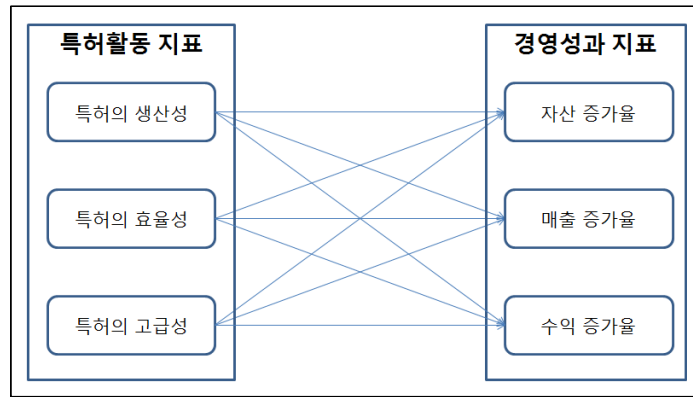 특허활동 지표
특허의 생산성
특허의 효율성
특허의 고급성
경영성과 지표
자산 증가율
매출 증가율
수익 증가율